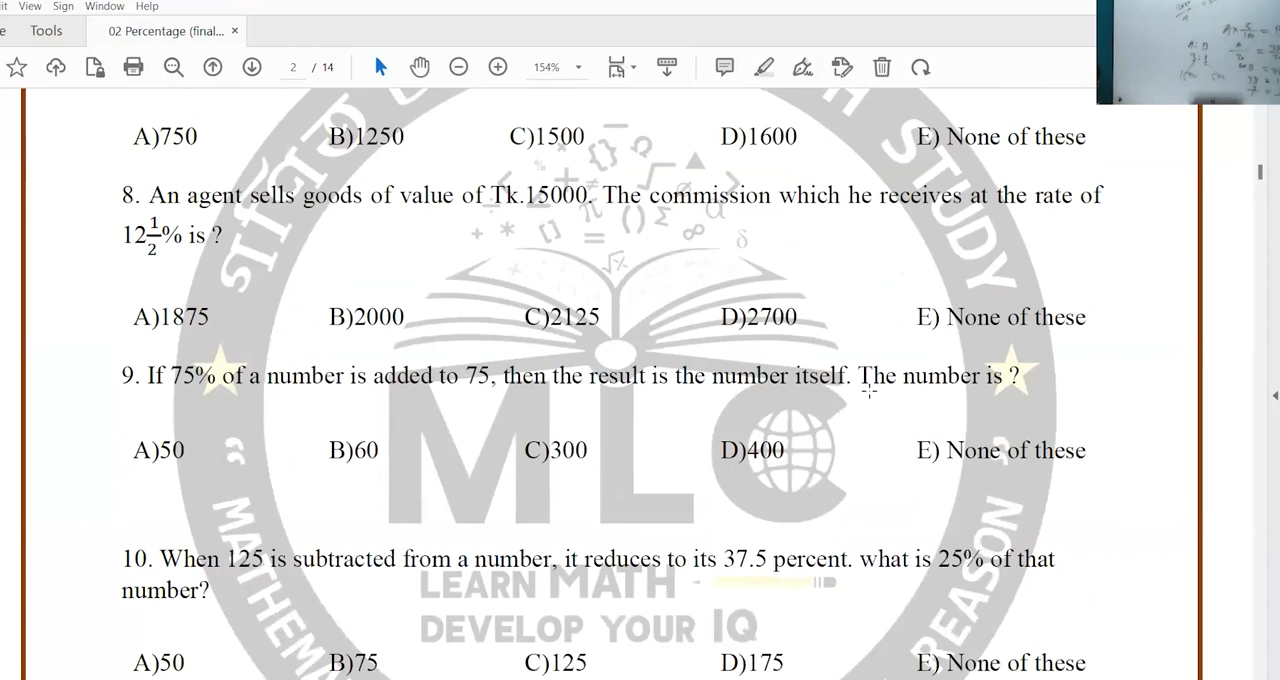 it View Sign Window Help
e Tools 02 Percentage (final... ×
2 / 14 154%
A)750 B)1250 C)1500 D)1600 E) None of these
8. An agent sells goods of value of Tk.15000. The commission which he receives at the rate of
12 1/2 % is ?
A)1875 B)2000 C)2125 D)2700 E) None of these
9. If 75% of a number is added to 75, then the result is the number itself. The number is ?
A)50 B)60 C)300 D)400 E) None of these
10. When 125 is subtracted from a number, it reduces to its 37.5 percent. what is 25% of that
number?
A)50 B)75 C)125 D)175 E) None of these
STUDY
MLC
LEARN MATH
DEVELOP YOUR IQ
REASON